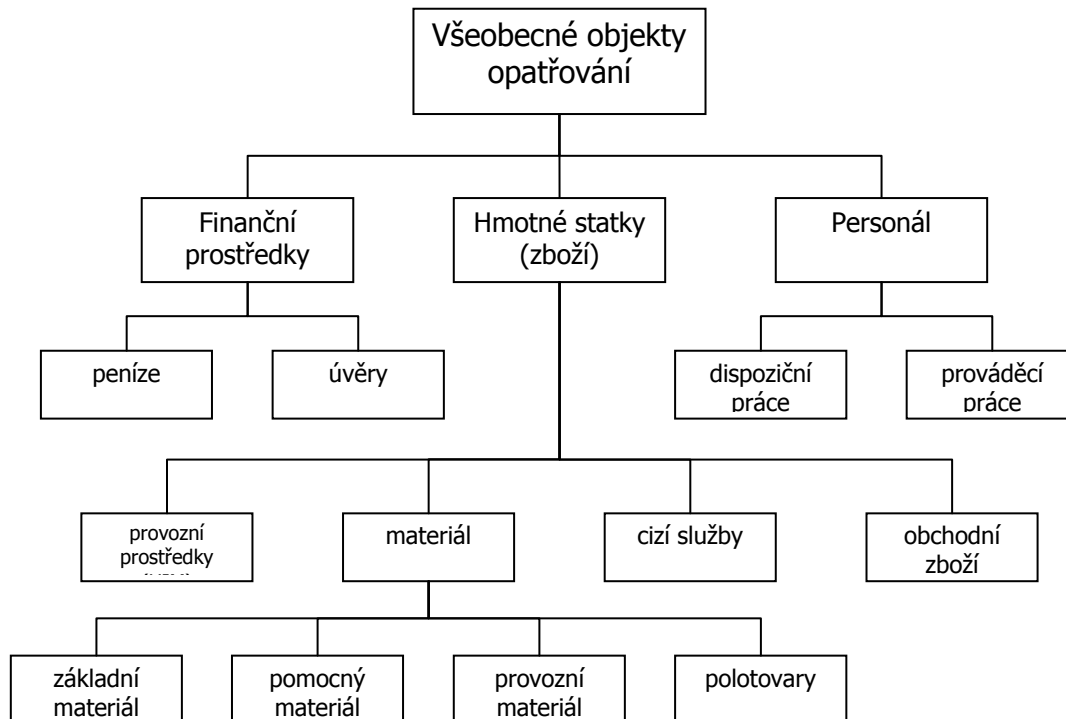 Všeobecné objekty
opatřování
Finanční
prostředky
Hmotné statky
(zboží)
Personál
peníze
úvěry
dispoziční
práce
prováděcí
práce
provozní
prostředky
materiál
cizí služby
obchodní
zboží
základní
materiál
pomocný
materiál
provozní
materiál
polotovary